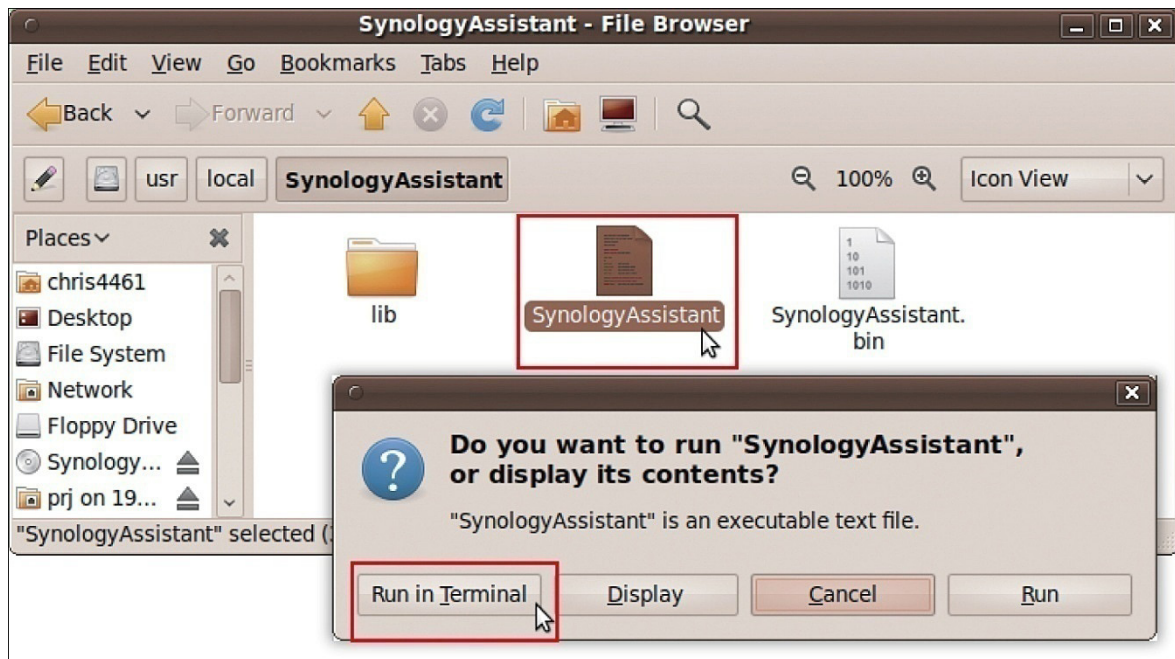 SynologyAssistant - File Browser
File Edit View Go Bookmarks Tabs Help
Back Forward
usr local SynologyAssistant 100% Icon View
Places
chris4461
Desktop
File System
Network
Floppy Drive
Synology...
prj on 19...
lib
SynologyAssistant
1
10
101
1010
SynologyAssistant.
bin
"SynologyAssistant" selected (
Do you want to run "SynologyAssistant",
or display its contents?
"SynologyAssistant" is an executable text file.
Run in Terminal Display Cancel Run